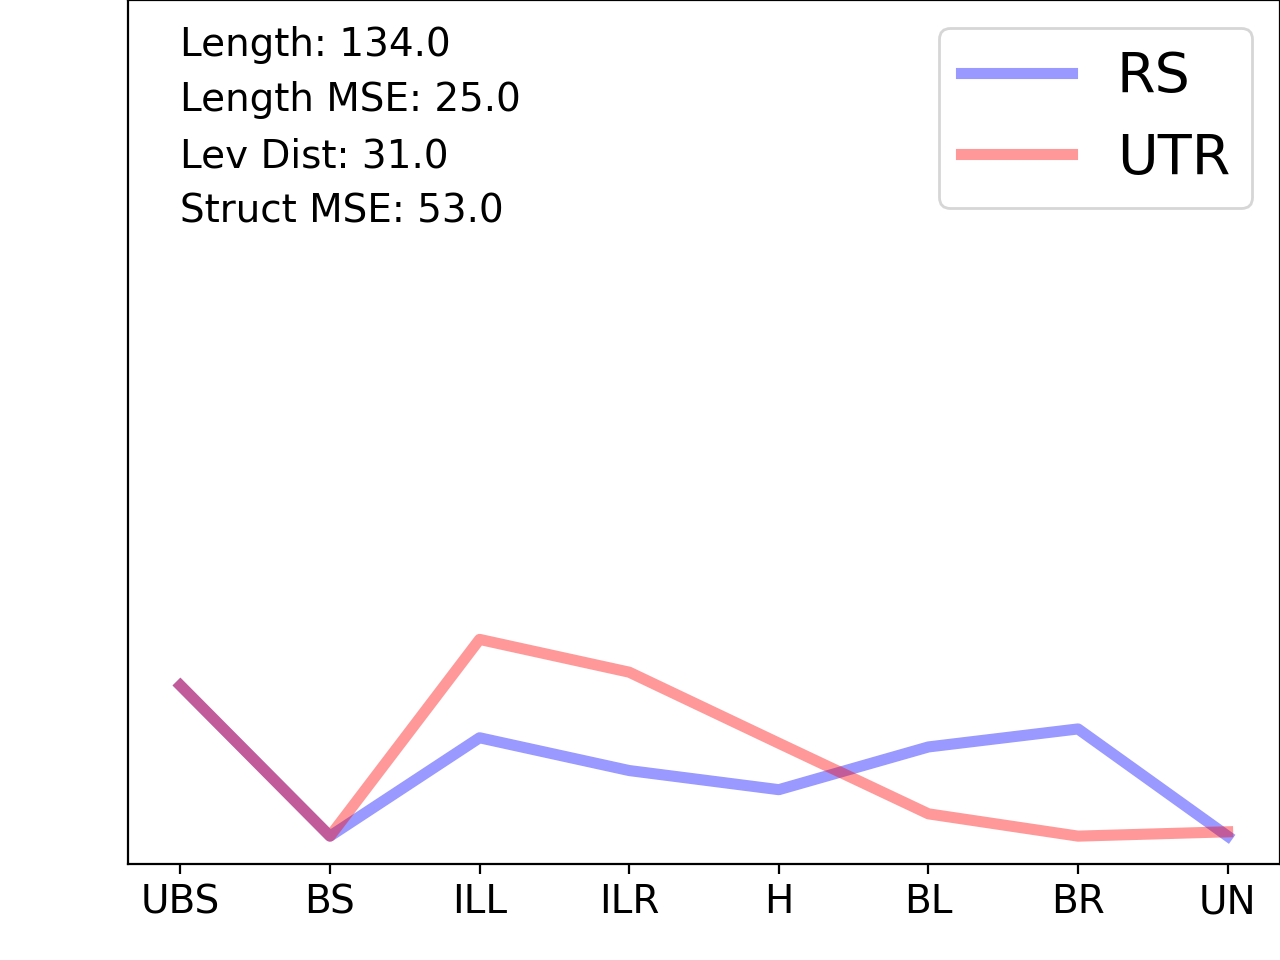 Length: 134.0
Length MSE: 25.0
Lev Dist: 31.0
Struct MSE: 53.0
RS
UTR
UBS BS ILL ILR H BL BR UN